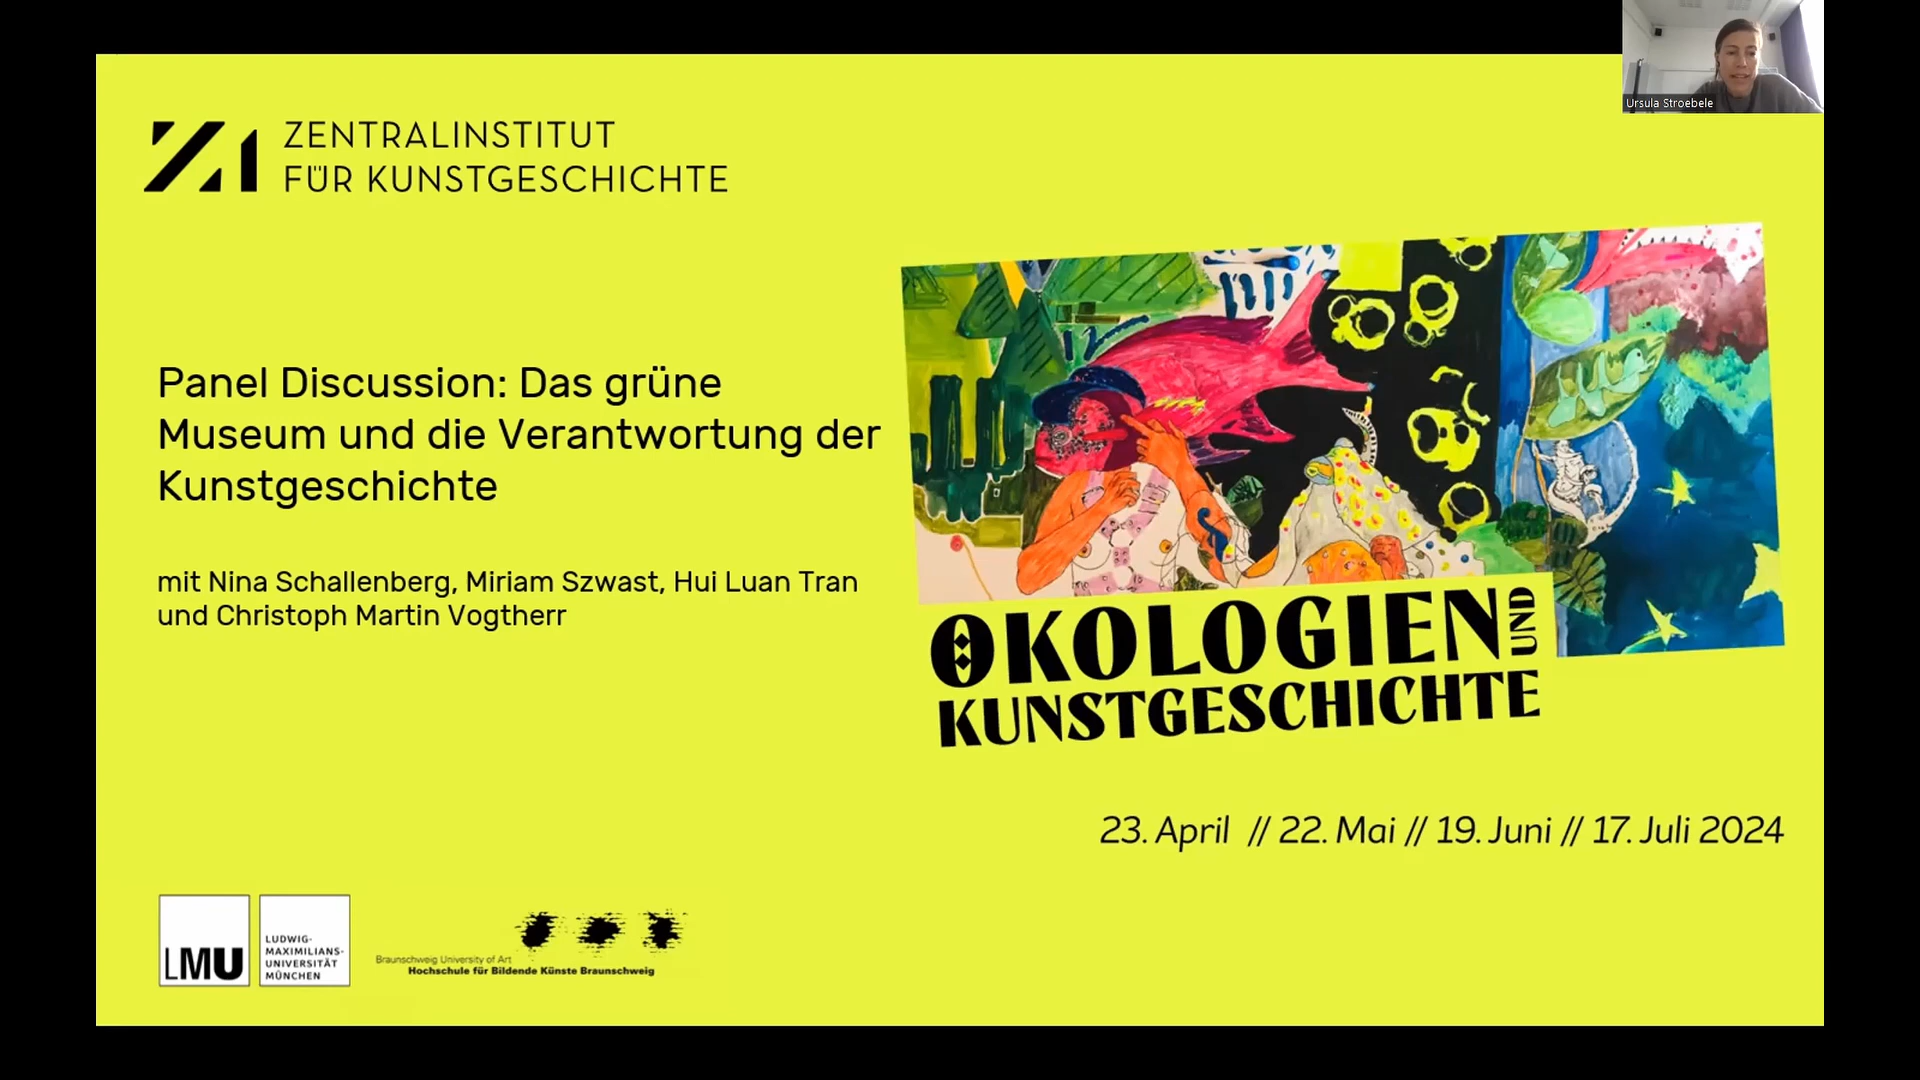 Ursula Stroebele
ZENTRALINSTITUT
FÜR KUNSTGESCHICHTE
Panel Discussion: Das grüne
Museum und die Verantwortung der
Kunstgeschichte
mit Nina Schallenberg, Miriam Szwast, Hui Luan Tran
und Christoph Martin Vogtherr
ÖKOLOGIEN UND
KUNSTGESCHICHTE
23. April // 22. Mai // 19. Juni // 17. Juli 2024
LMU
LUDWIG-
MAXIMILIANS-
UNIVERSITÄT
MÜNCHEN
Braunschweig University of Art
Hochschule für Bildende Künste Braunschweig